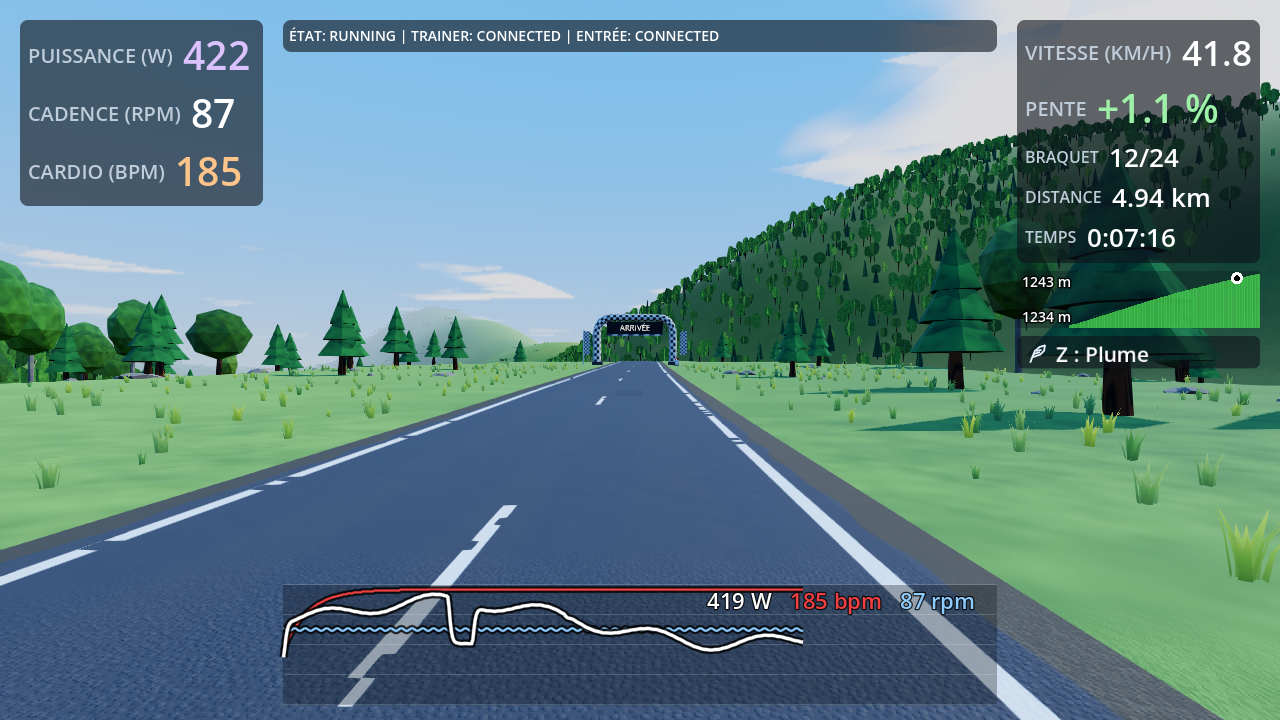 PUISSANCE (W) 422
CADENCE (RPM) 87
CARDIO (BPM) 185
ÉTAT: RUNNING | TRAINER: CONNECTED | ENTRÉE: CONNECTED
VITESSE (KM/H) 41.8
PENTE +1.1 %
BRAQUET 12/24
DISTANCE 4.94 km
TEMPS 0:07:16
1243 m
1234 m
Z : Plume
ARRIVÉE
419 W 185 bpm 87 rpm